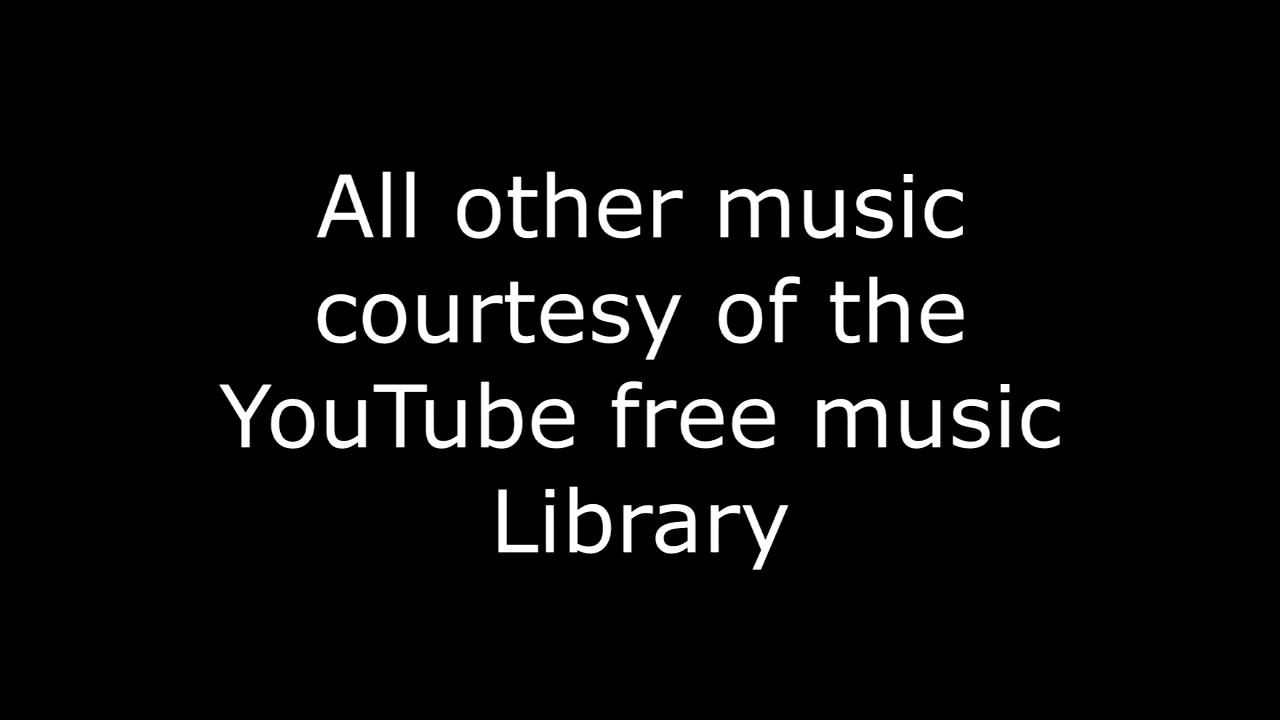 All other music
courtesy of the
YouTube free music
Library